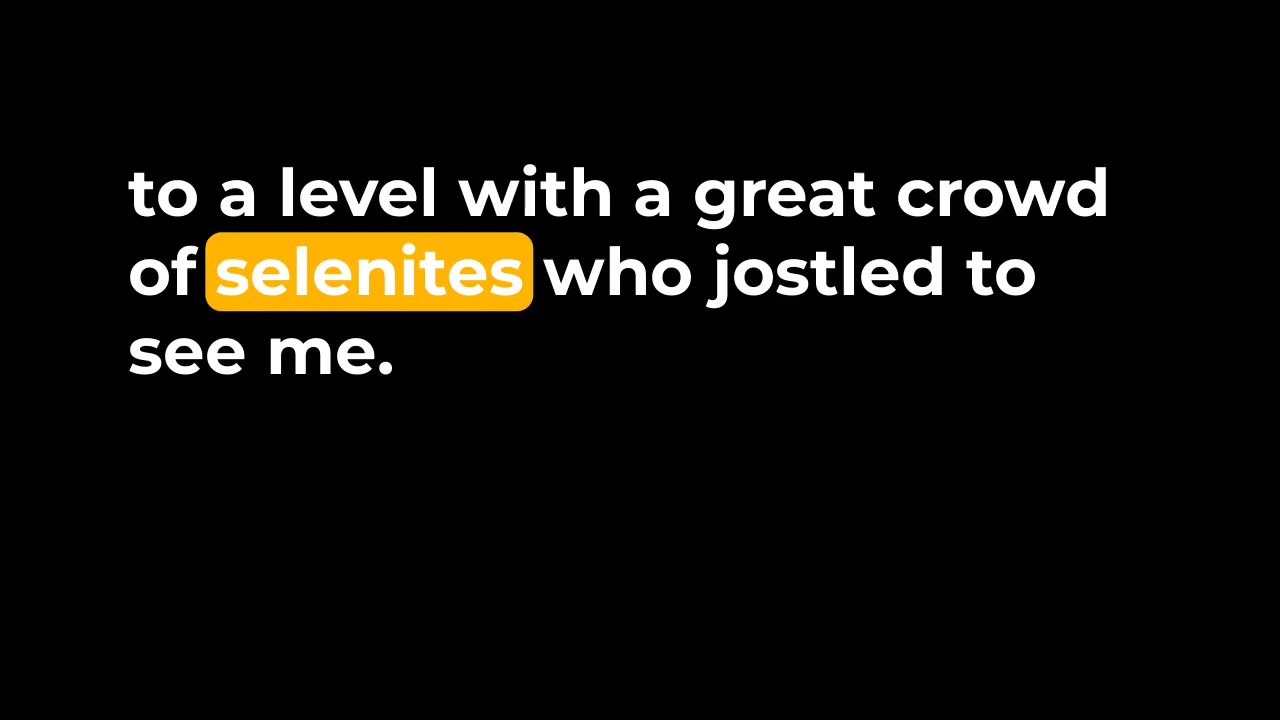 to a level with a great crowd
of selenites who jostled to
see me.